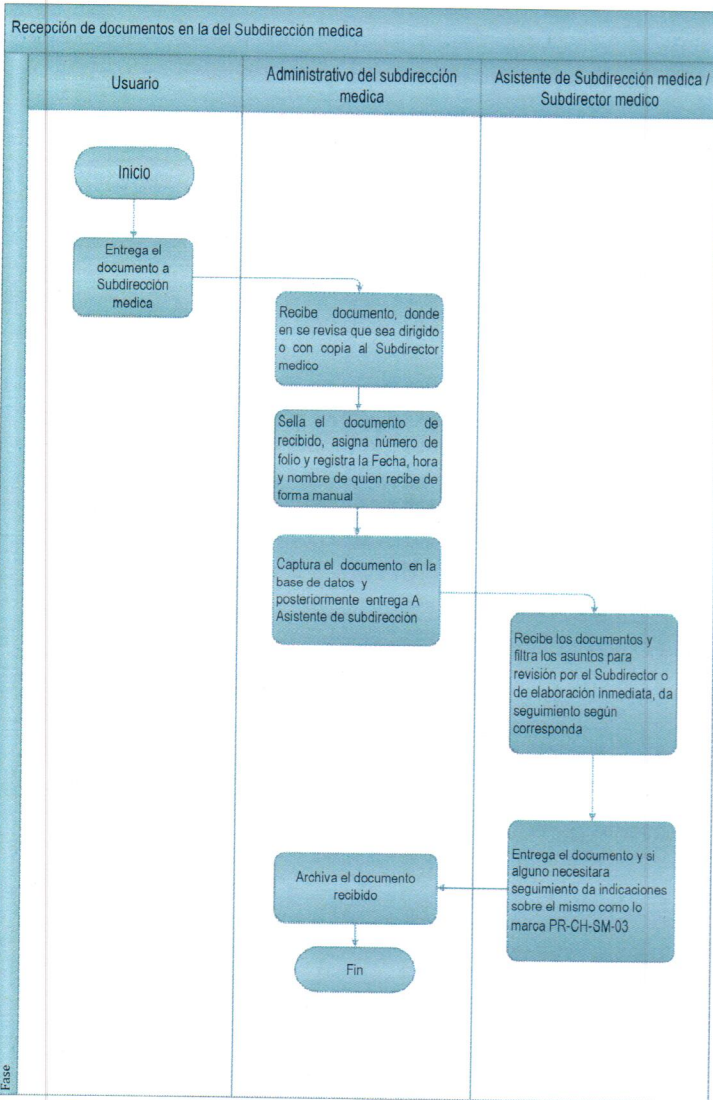 Recepción de documentos en la del Subdirección medica
Usuario
Administrativo del subdirección
medica
Asistente de Subdirección medica /
Subdirector medico
Inicio
Entrega el
documento a
Subdirección
medica
Recibe documento, donde
en se revisa que sea dirigido
o con copia al Subdirector
medico
Sella el documento de
recibido, asigna número de
folio y registra la Fecha, hora
y nombre de quien recibe de
forma manual
Captura el documento en la
base de datos y
posteriormente entrega A
Asistente de subdirección
Recibe los documentos y
filtra los asuntos para
revisión por el Subdirector o
de elaboración inmediata, da
seguimiento según
corresponda
Entrega el documento y si
alguno necesitara
seguimiento da indicaciones
sobre el mismo como lo
marca PR-CH-SM-03
Archiva el documento
recibido
Fin
Fase